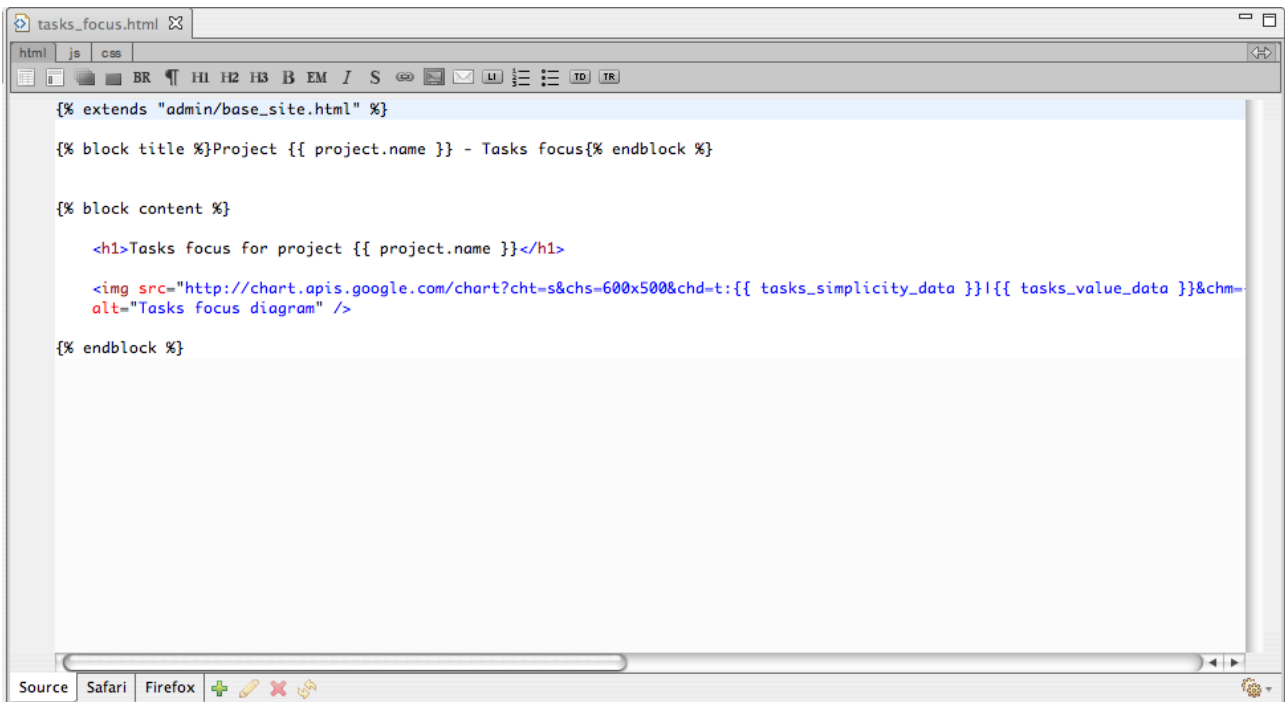 tasks_focus.html
html js css
BR ¶ H1 H2 H3 B EM I S LI TD TR
{% extends "admin/base_site.html" %}
{% block title %}Project {{ project.name }} - Tasks focus{% endblock %}
{% block content %}
<h1>Tasks focus for project {{ project.name }}</h1>
<img src="http://chart.apis.google.com/chart?cht=s&chs=600x500&chd=t:{{ tasks_simplicity_data }}|{{ tasks_value_data }}&chm=
alt="Tasks focus diagram" />
{% endblock %}
Source Safari Firefox